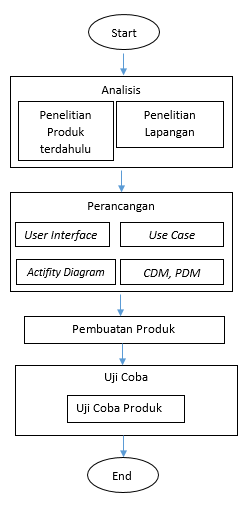 Start
Analisis
Penelitian
Produk
terdahulu
Penelitian
Lapangan
Perancangan
User Interface
Use Case
Actifity Diagram
CDM, PDM
Pembuatan Produk
Uji Coba
Uji Coba Produk
End